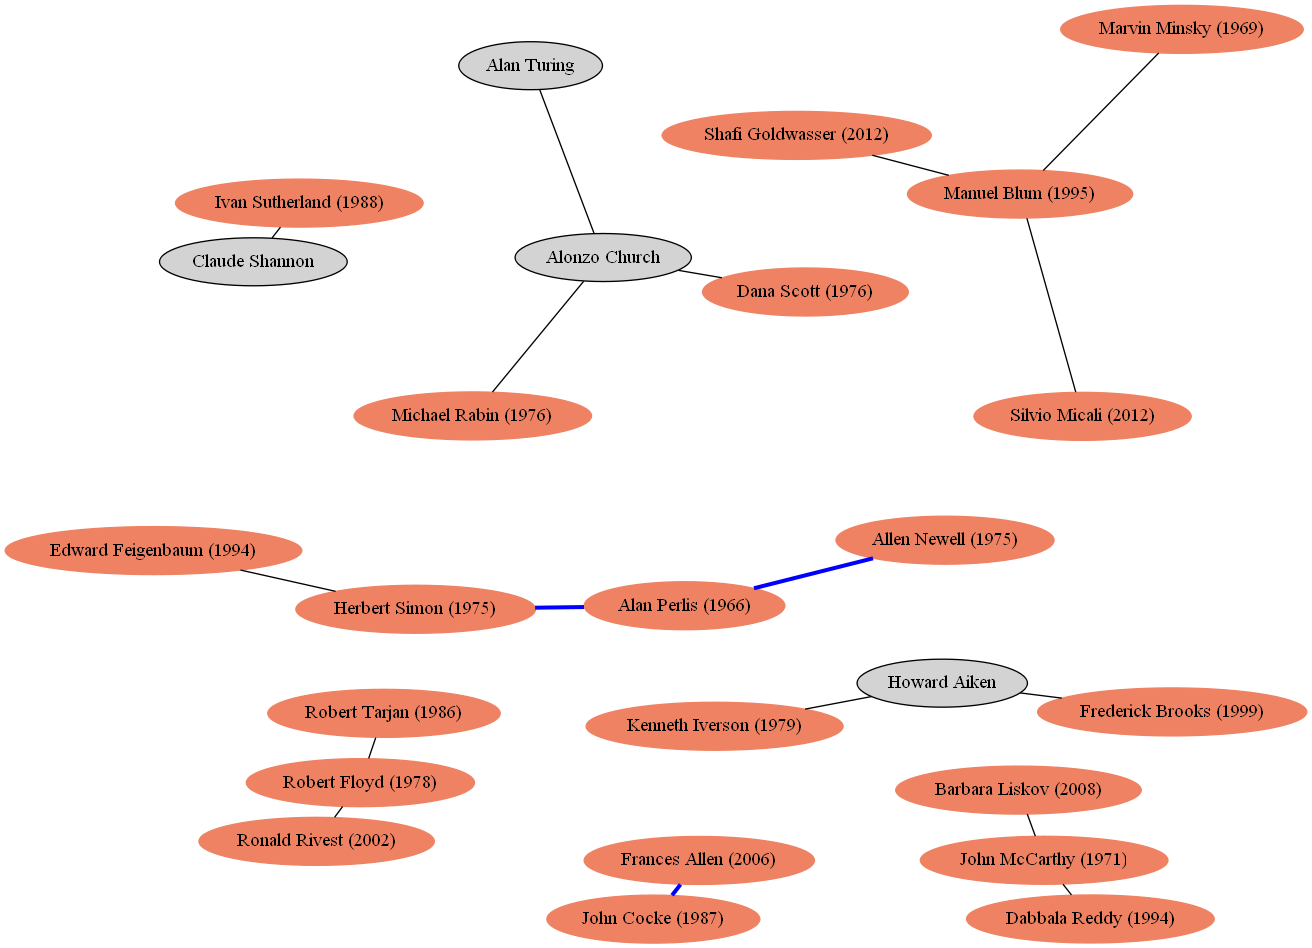 Marvin Minsky (1969)
Alan Turing
Shafi Goldwasser (2012)
Manuel Blum (1995)
Ivan Sutherland (1988)
Claude Shannon
Alonzo Church
Dana Scott (1976)
Michael Rabin (1976)
Silvio Micali (2012)
Edward Feigenbaum (1994)
Allen Newell (1975)
Herbert Simon (1975)
Alan Perlis (1966)
Howard Aiken
Robert Tarjan (1986)
Kenneth Iverson (1979)
Frederick Brooks (1999)
Robert Floyd (1978)
Barbara Liskov (2008)
Ronald Rivest (2002)
Frances Allen (2006)
John McCarthy (1971)
John Cocke (1987)
Dabbala Reddy (1994)